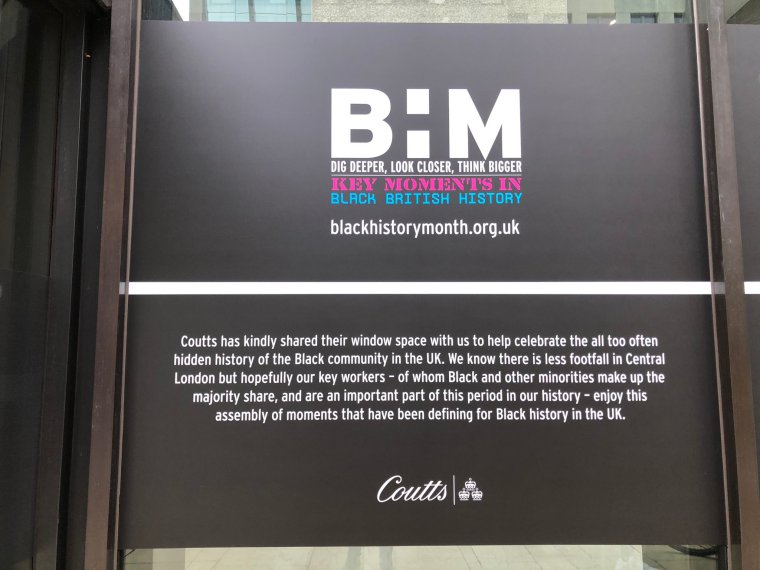 BHM
DIG DEEPER, LOOK CLOSER, THINK BIGGER
KEY MOMENTS IN
BLACK BRITISH HISTORY
blackhistorymonth.org.uk
Coutts has kindly shared their window space with us to help celebrate the all too often
hidden history of the Black community in the UK. We know there is less footfall in Central
London but hopefully our key workers – of whom Black and other minorities make up the
majority share, and are an important part of this period in our history – enjoy this
assembly of moments that have been defining for Black history in the UK.
Coutts